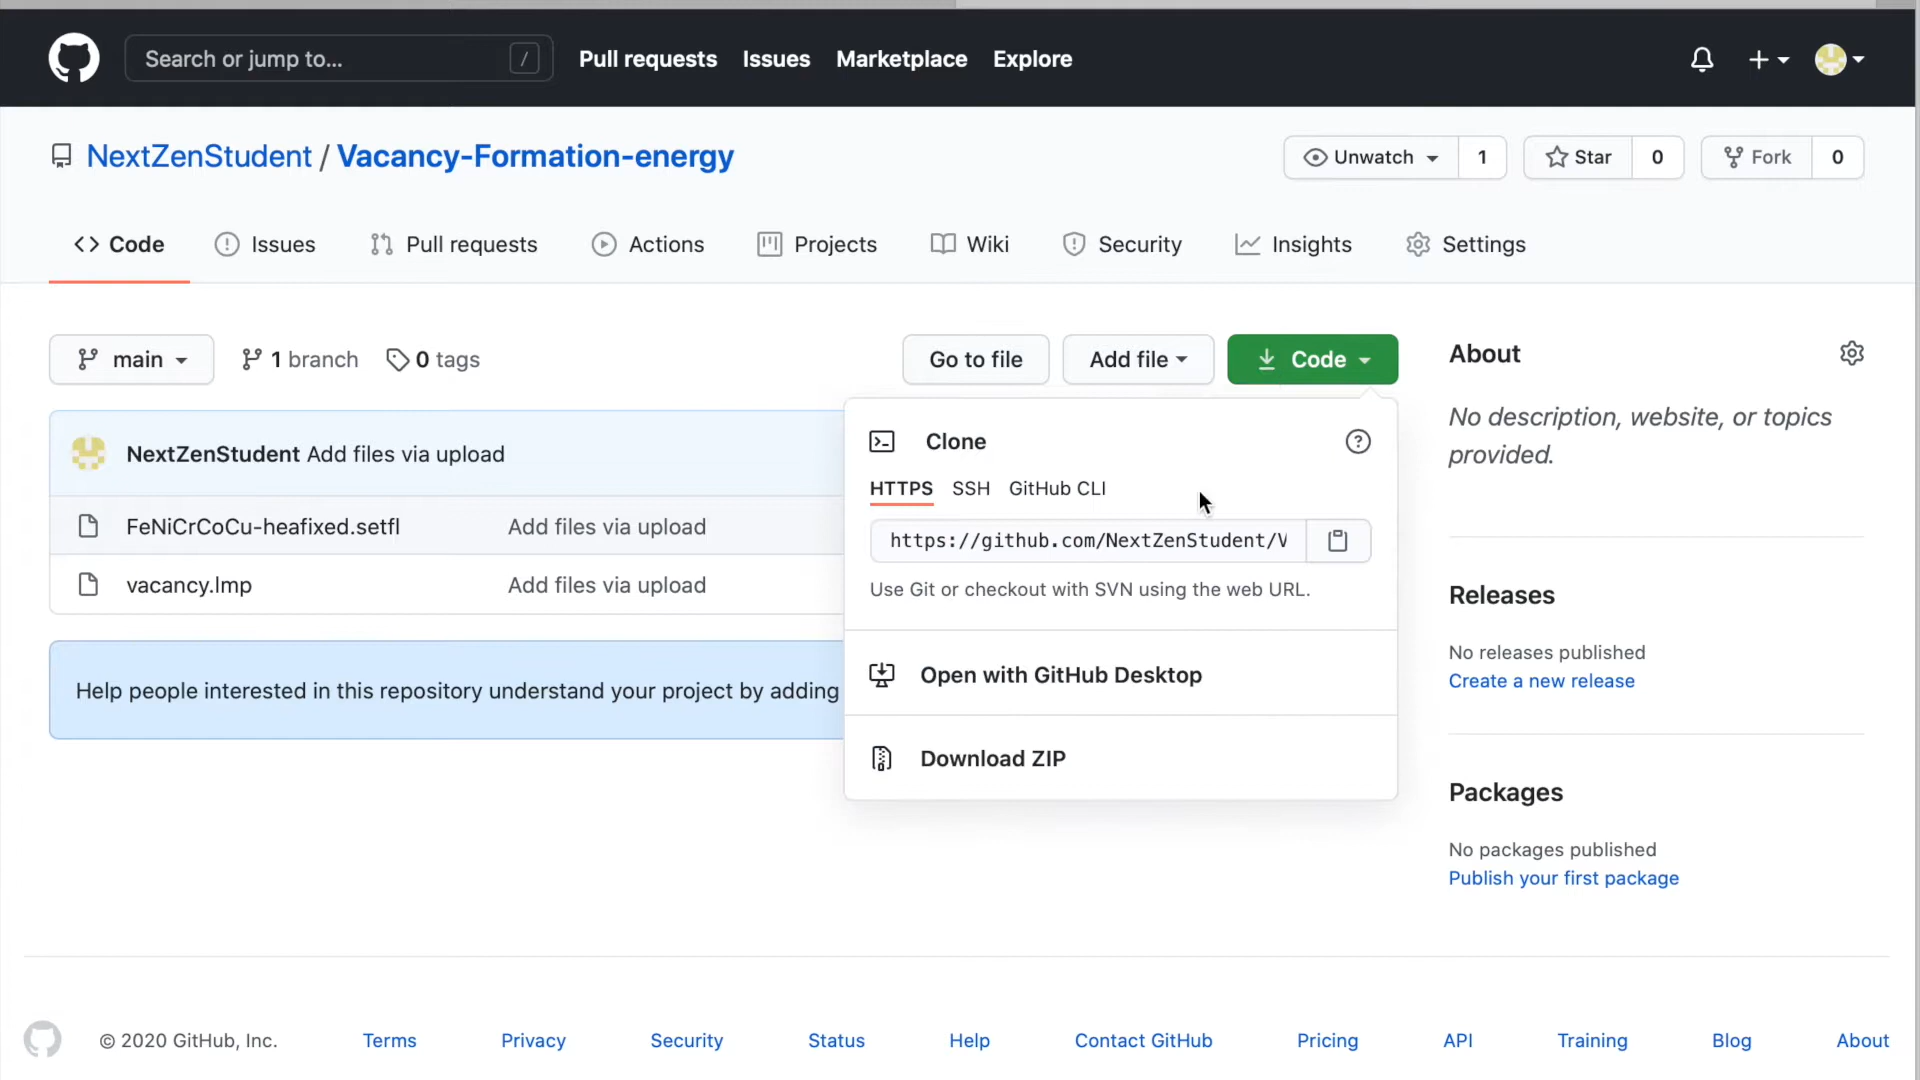 Search or jump to... /
Pull requests Issues Marketplace Explore
NextZenStudent / Vacancy-Formation-energy
Unwatch 1 Star 0 Fork 0
Code Issues Pull requests Actions Projects Wiki Security Insights Settings
main 1 branch 0 tags
Go to file Add file Code
About
No description, website, or topics
provided.
NextZenStudent Add files via upload
FeNiCrCoCu-heafixed.setfl Add files via upload
vacancy.lmp Add files via upload
Help people interested in this repository understand your project by adding
Clone
HTTPS SSH GitHub CLI
https://github.com/NextZenStudent/V
Use Git or checkout with SVN using the web URL.
Open with GitHub Desktop
Download ZIP
Releases
No releases published
Create a new release
Packages
No packages published
Publish your first package
© 2020 GitHub, Inc. Terms Privacy Security Status Help Contact GitHub Pricing API Training Blog About